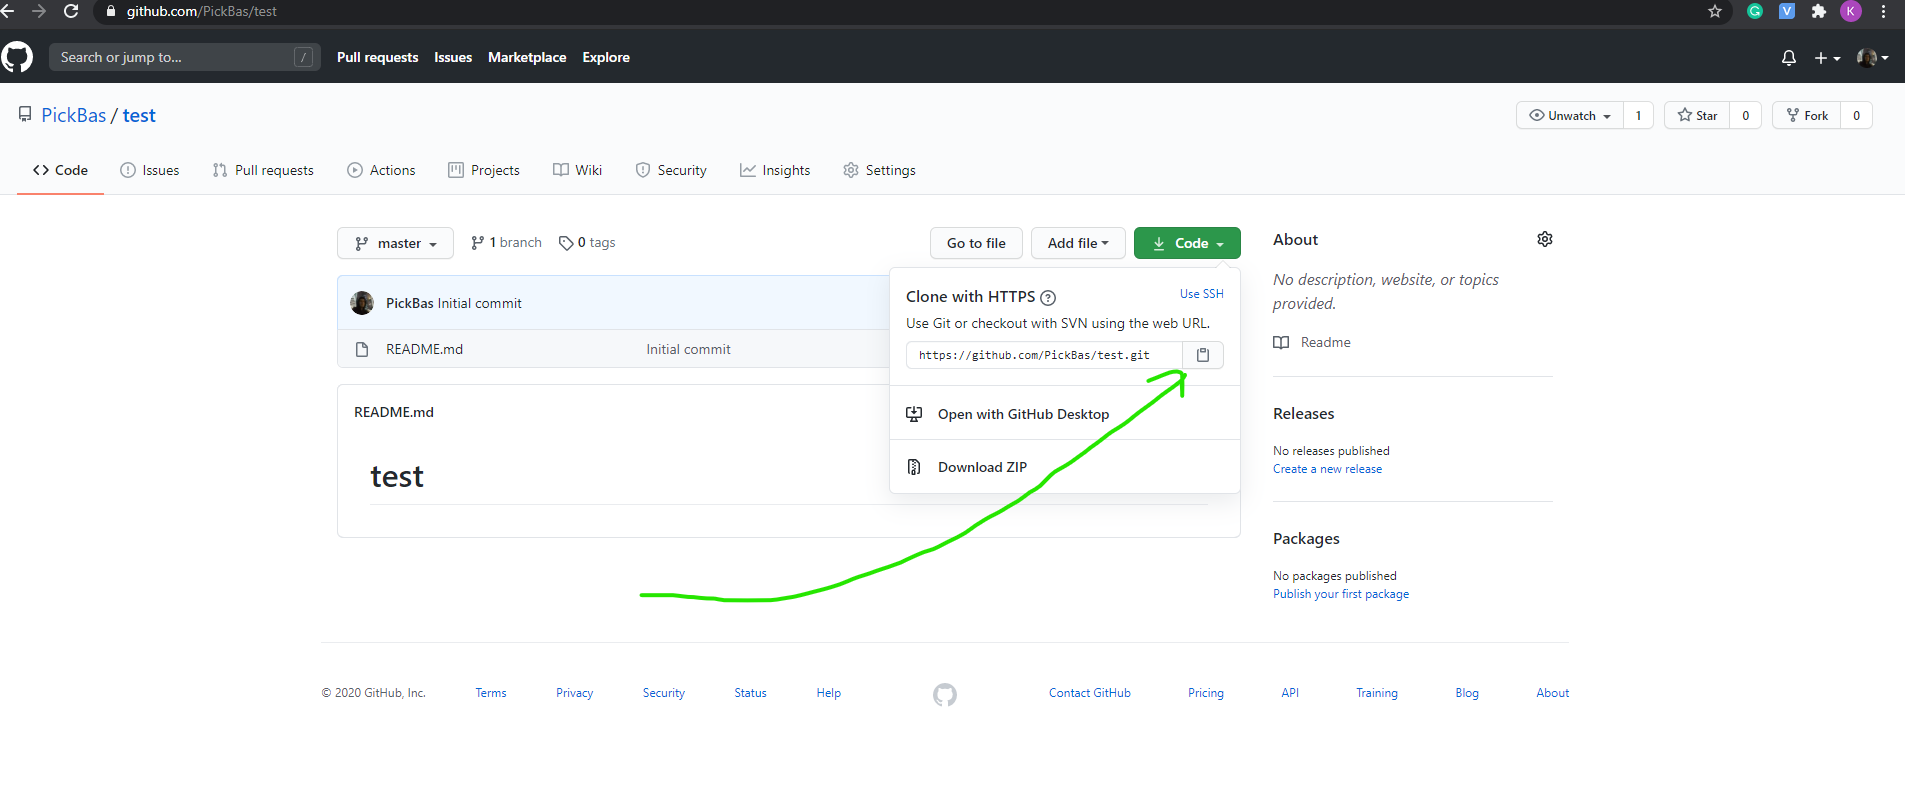 github.com/PickBas/test
K
Search or jump to... /
Pull requests Issues Marketplace Explore
PickBas / test
Unwatch 1 Star 0 Fork 0
Code Issues Pull requests Actions Projects Wiki Security Insights Settings
master 1 branch 0 tags Go to file Add file Code
About
No description, website, or topics
provided.
Readme
PickBas Initial commit
README.md Initial commit
Clone with HTTPS ? Use SSH
Use Git or checkout with SVN using the web URL.
https://github.com/PickBas/test.git
Open with GitHub Desktop
Download ZIP
README.md
test
Releases
No releases published
Create a new release
Packages
No packages published
Publish your first package
© 2020 GitHub, Inc. Terms Privacy Security Status Help Contact GitHub Pricing API Training Blog About